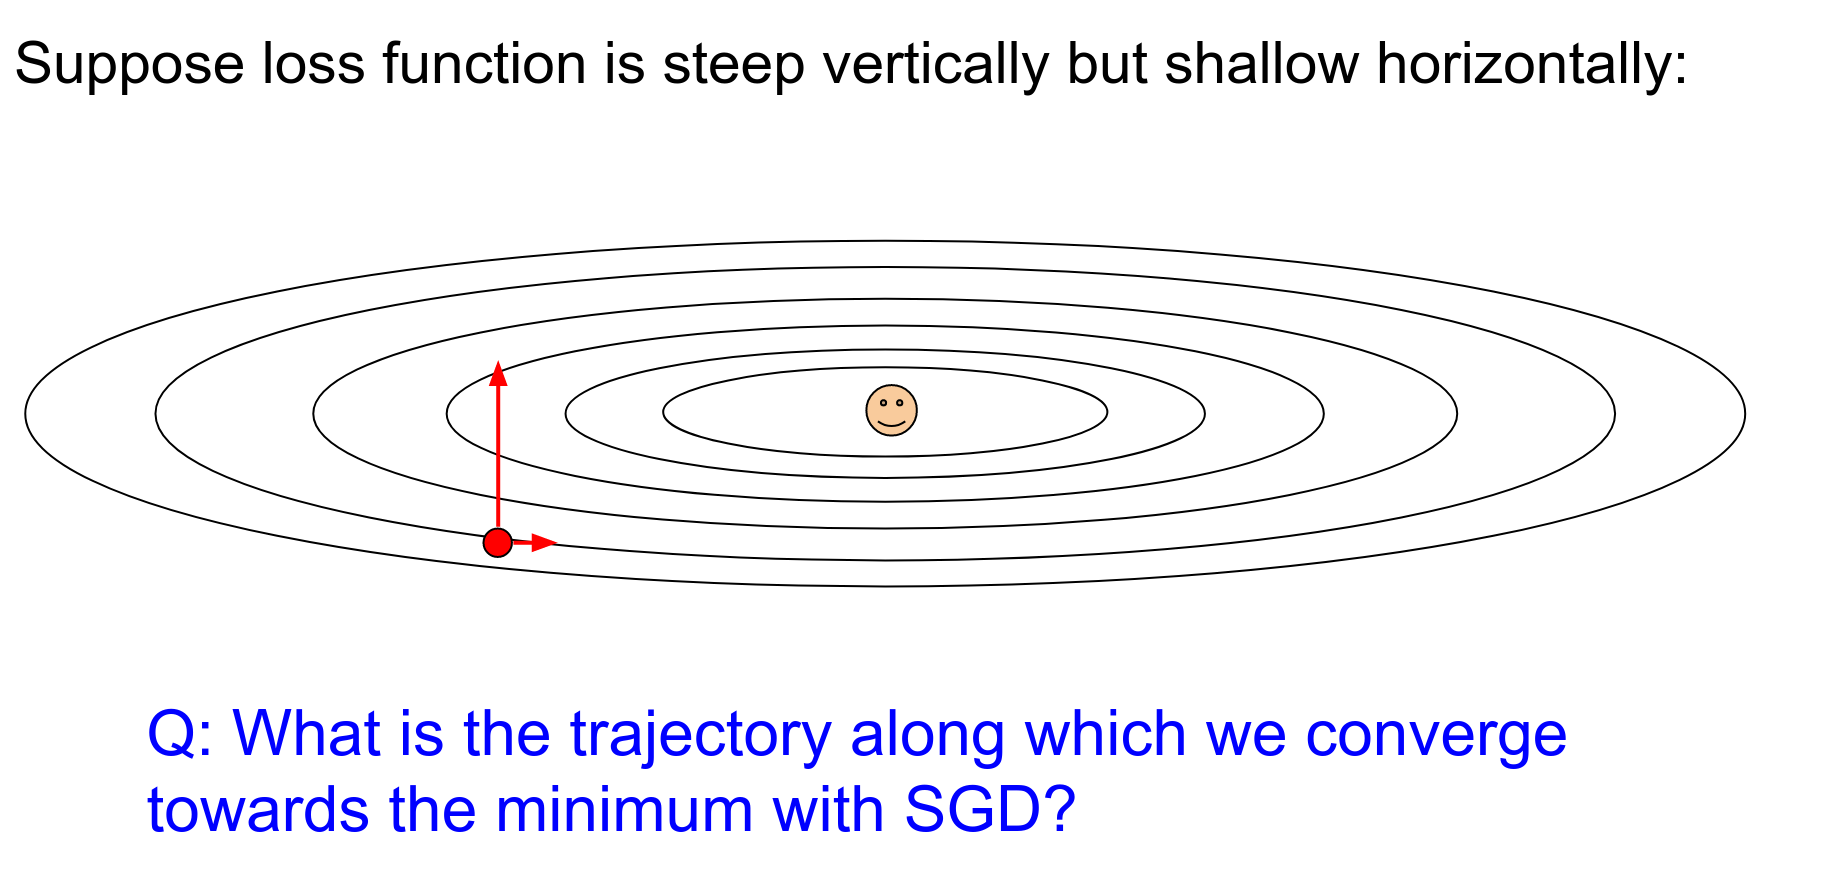 Suppose loss function is steep vertically but shallow horizontally:
Q: What is the trajectory along which we converge
towards the minimum with SGD?